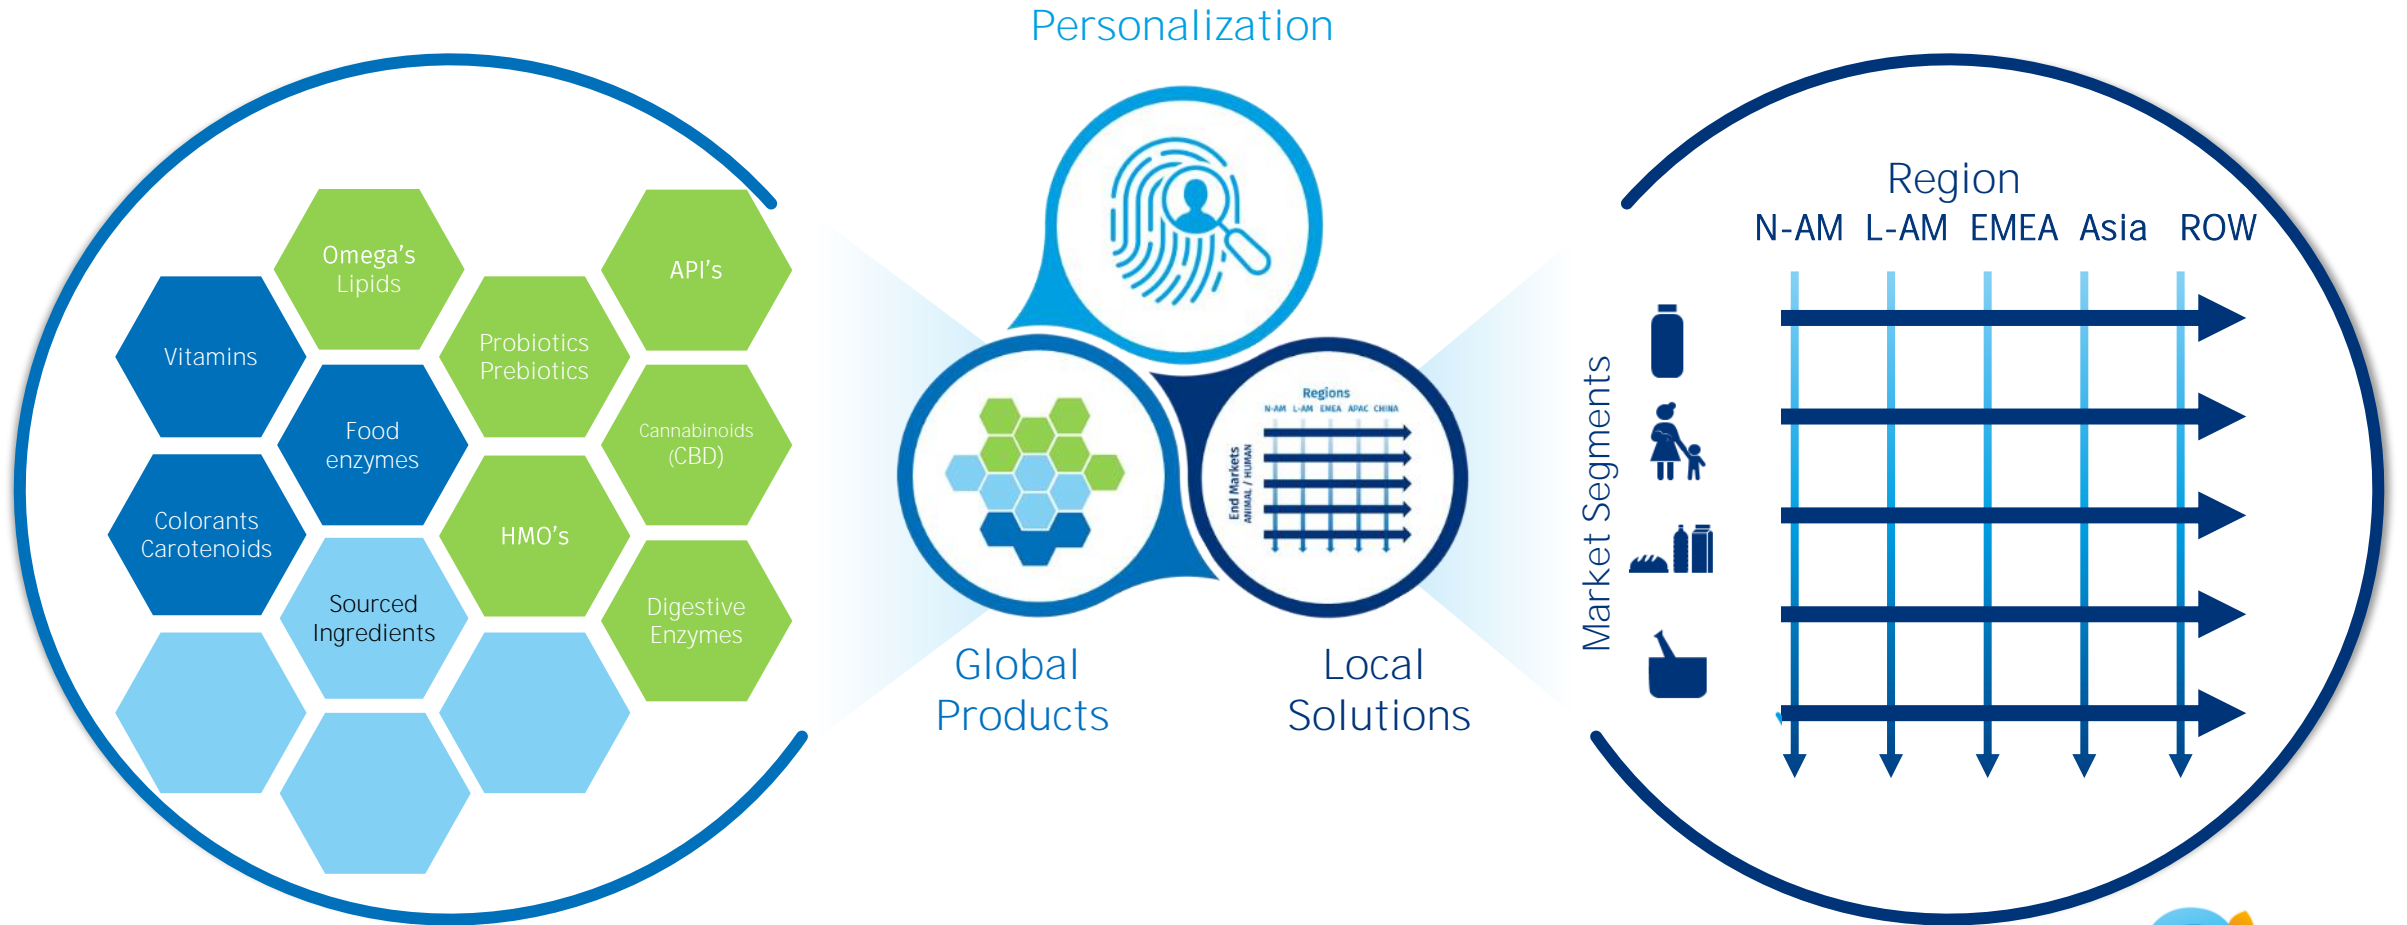 Personalization
Omega's
Lipids
API's
Vitamins
Probiotics
Prebiotics
Food
enzymes
Cannabinoids
(CBD)
Colorants
Carotenoids
HMO's
Sourced
Ingredients
Digestive
Enzymes
Regions
N-AM L-AM EMEA APAC CHINA
End Markets
ANIMAL / HUMAN
Global
Products
Local
Solutions
Region
N-AM L-AM EMEA Asia ROW
Market Segments